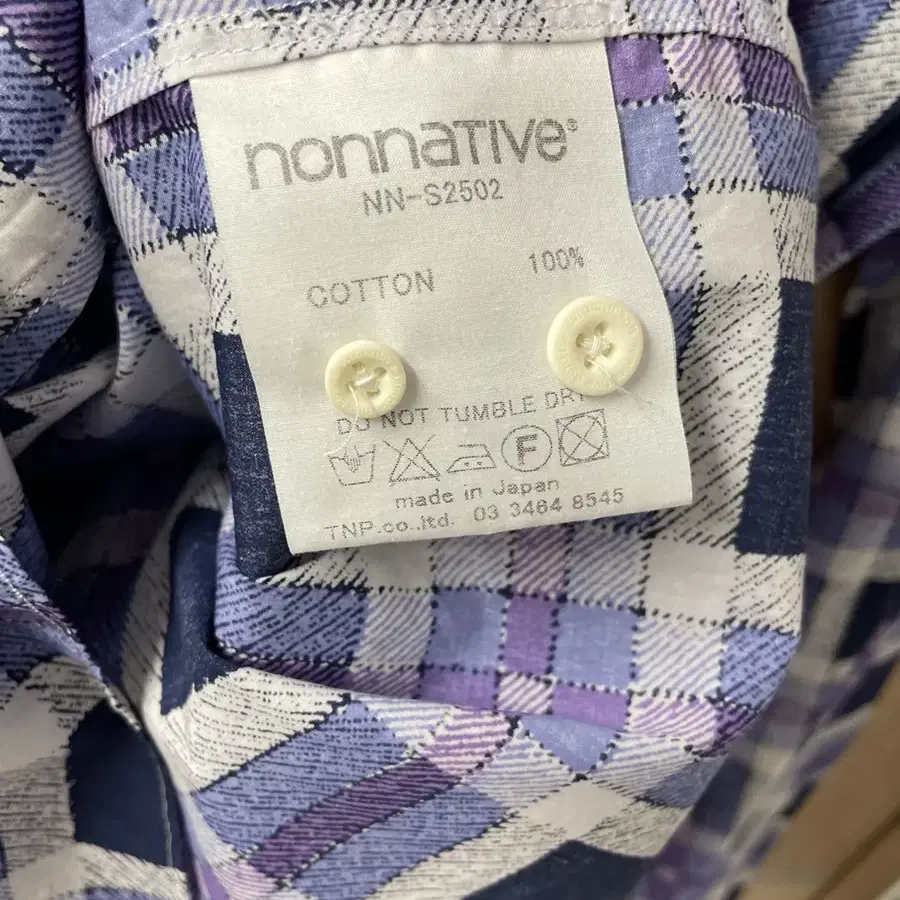 nonnative®
NN-S2502
COTTON 100%
DO NOT TUMBLE DRY
F
made in Japan
TNP.co.,ltd. 03 3464 8545